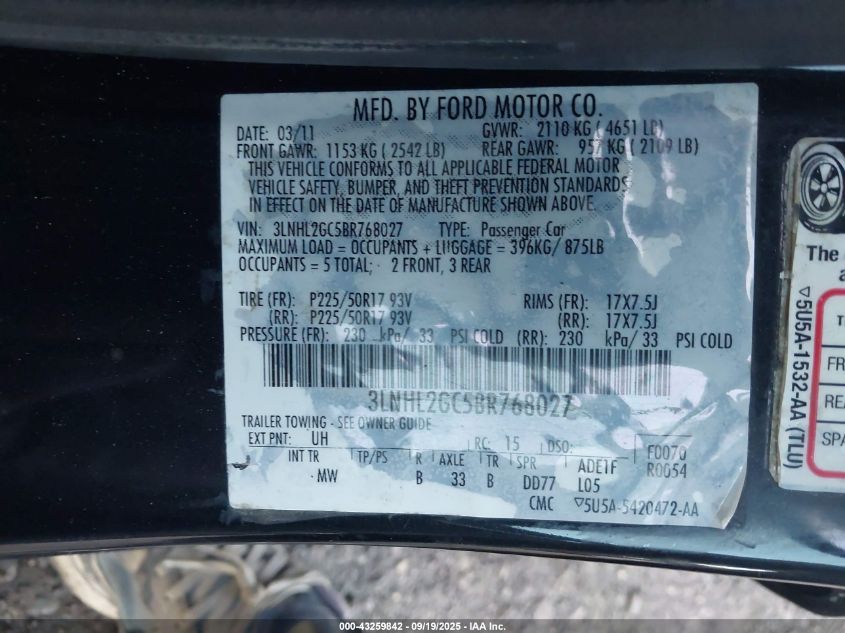 MFD. BY FORD MOTOR CO.
DATE: 03/11 GVWR: 2110 KG ( 4651 LB)
FRONT GAWR: 1153 KG ( 2542 LB) REAR GAWR: 957 KG ( 2109 LB)
THIS VEHICLE CONFORMS TO ALL APPLICABLE FEDERAL MOTOR
VEHICLE SAFETY, BUMPER, AND THEFT PREVENTION STANDARDS
IN EFFECT ON THE DATE OF MANUFACTURE SHOWN ABOVE.
VIN: 3LNHL2GC5BR768027 TYPE: Passenger Car
MAXIMUM LOAD = OCCUPANTS + LUGGAGE = 396KG/ 875LB
OCCUPANTS = 5 TOTAL; 2 FRONT, 3 REAR
TIRE (FR): P225/50R17 93V RIMS (FR): 17X7.5J
(RR): P225/50R17 93V (RR): 17X7.5J
PRESSURE (FR): 230 kPa/ 33 PSI COLD (RR): 230 kPa/ 33 PSI COLD
3LNHL2GC5BR768027
TRAILER TOWING - SEE OWNER GUIDE
EXT PNT: UH RC: 15 DSO: F0070
INT TR TP/PS R AXLE TR SPR ADE1F R0054
MW B 33 B DD77 L05
CMC ▽5U5A-5420472-AA
The
a
▽5U5A-1532-AA (TLU)
T
FR
REA
SPA
000-43259842 - 09/19/2025 - IAA Inc.